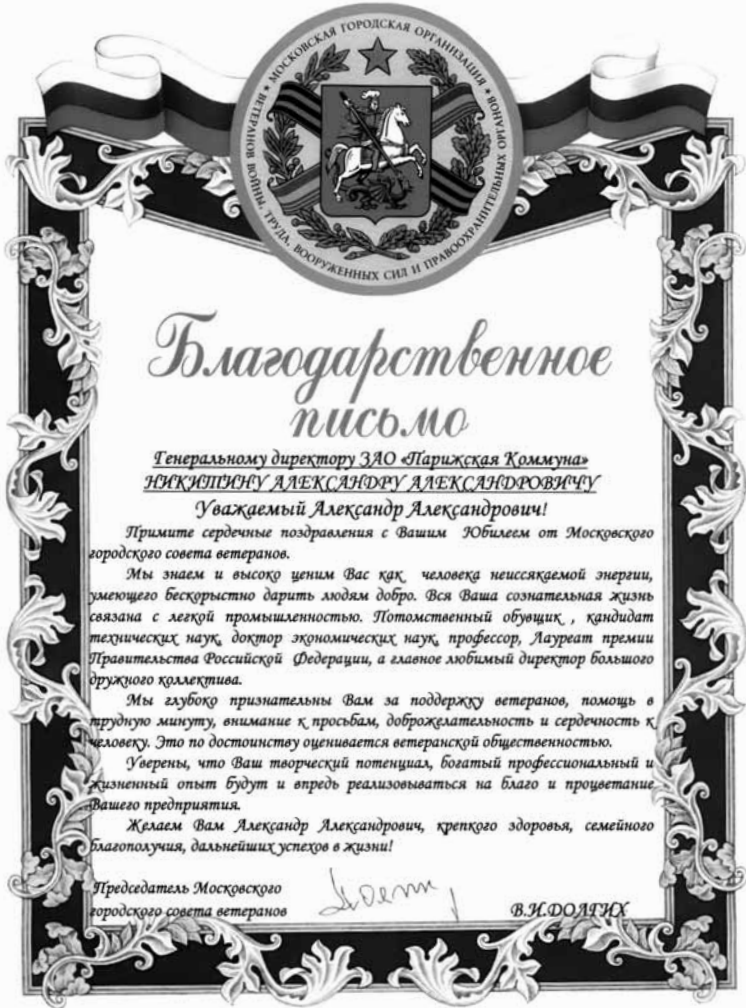 ★ МОСКОВСКАЯ ГОРОДСКАЯ ОРГАНИЗАЦИЯ ★ ВЕТЕРАНОВ ВОЙНЫ, ТРУДА, ВООРУЖЕННЫХ СИЛ И ПРАВООХРАНИТЕЛЬНЫХ ОРГАНОВ
Благодарственное
письмо
Генеральному директору ЗАО «Парижская Коммуна»
НИКИТИНУ АЛЕКСАНДРУ АЛЕКСАНДРОВИЧУ
Уважаемый Александр Александрович!
Примите сердечные поздравления с Вашим Юбилеем от Московского
городского совета ветеранов.
Мы знаем и высоко ценим Вас как человека неиссякаемой энергии,
умеющего бескорыстно дарить людям добро. Вся Ваша сознательная жизнь
связана с легкой промышленностью. Потомственный обувщик , кандидат
технических наук, доктор экономических наук, профессор, Лауреат премии
Правительства Российской Федерации, а главное любимый директор большого
дружного коллектива.
Мы глубоко признательны Вам за поддержку ветеранов, помощь в
трудную минуту, внимание к просьбам, доброжелательность и сердечность к
человеку. Это по достоинству оценивается ветеранской общественностью.
Уверены, что Ваш творческий потенциал, богатый профессиональный и
жизненный опыт будут и впредь реализовываться на благо и процветание
Вашего предприятия.
Желаем Вам Александр Александрович, крепкого здоровья, семейного
благополучия, дальнейших успехов в жизни!
Председатель Московского
городского совета ветеранов
В.И.ДОЛГИХ